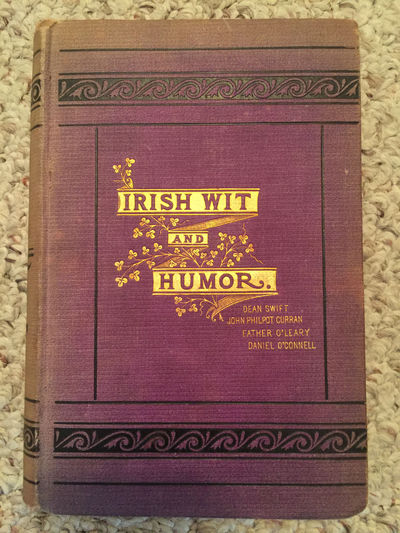 IRISH WIT
AND
HUMOR.
DEAN SWIFT
JOHN PHILPOT CURRAN
FATHER O'LEARY
DANIEL O'CONNELL